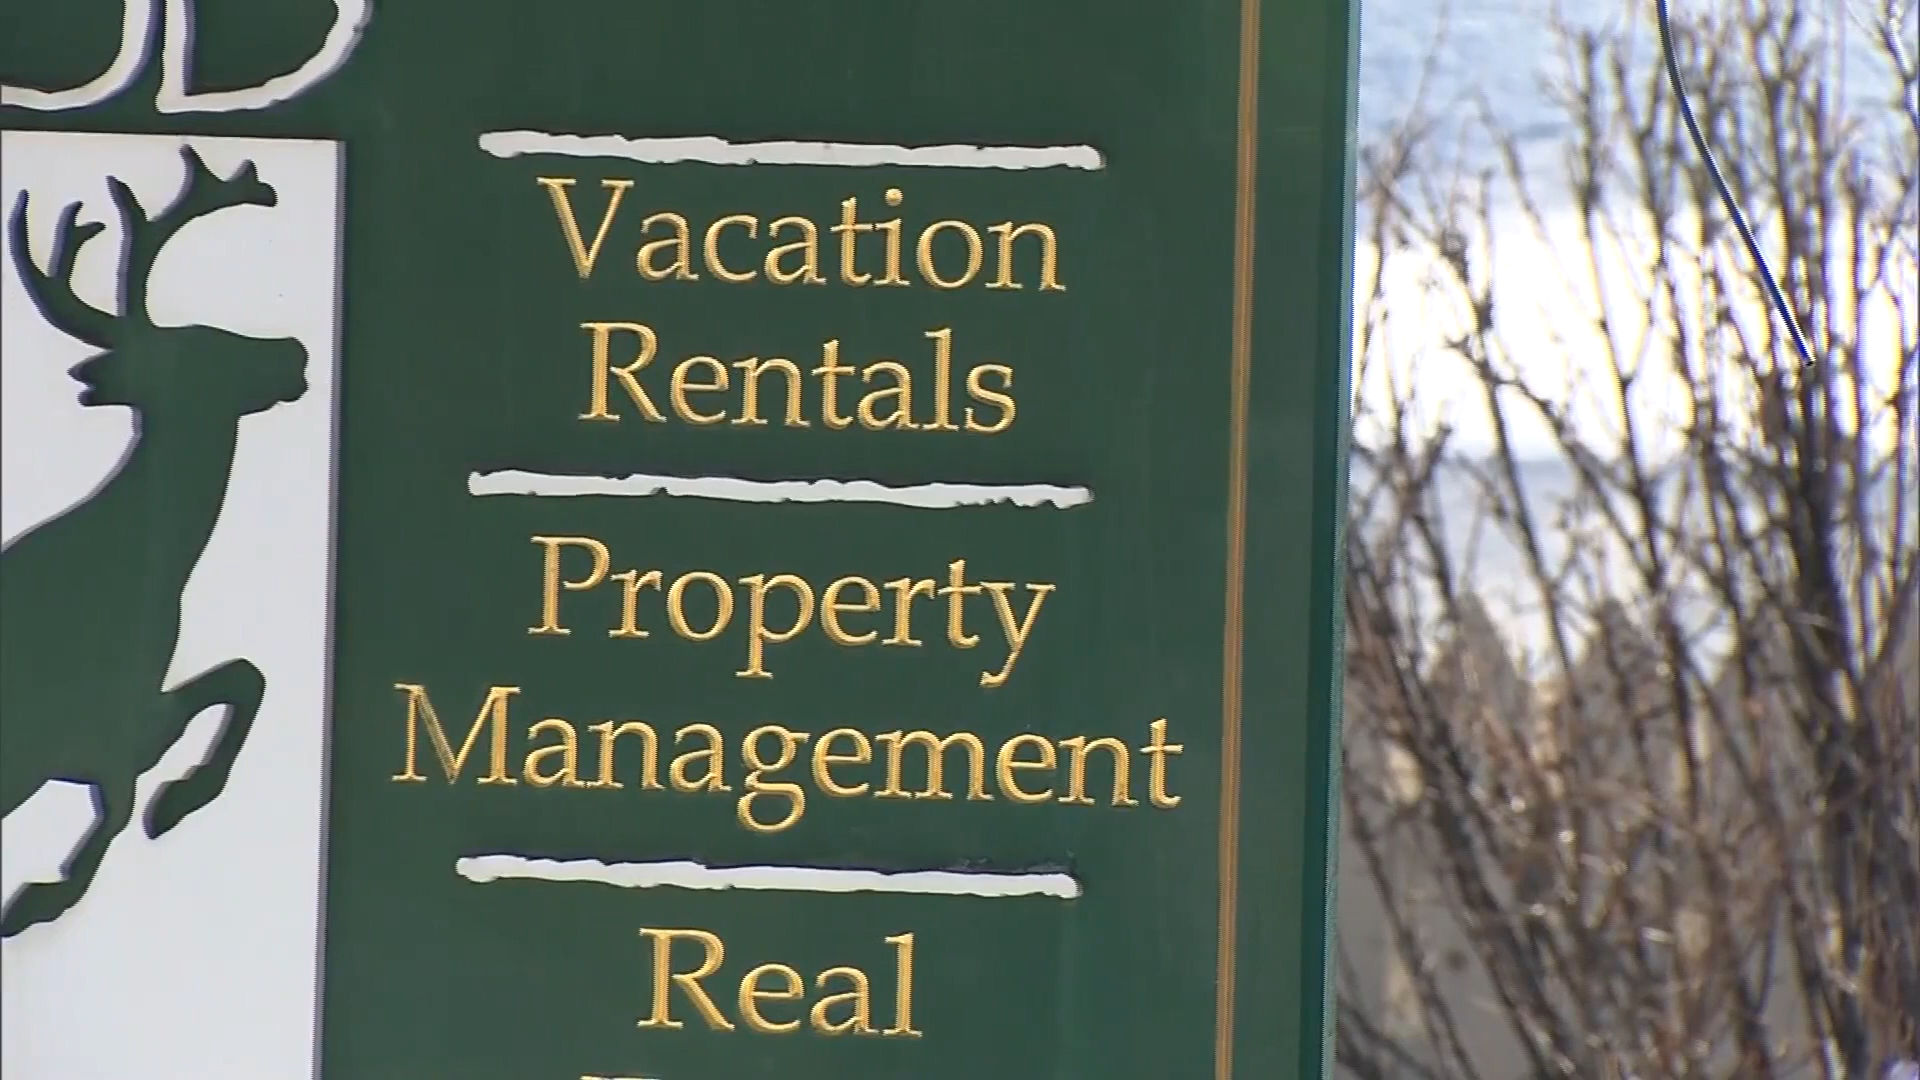 Vacation
Rentals
Property
Management
Real